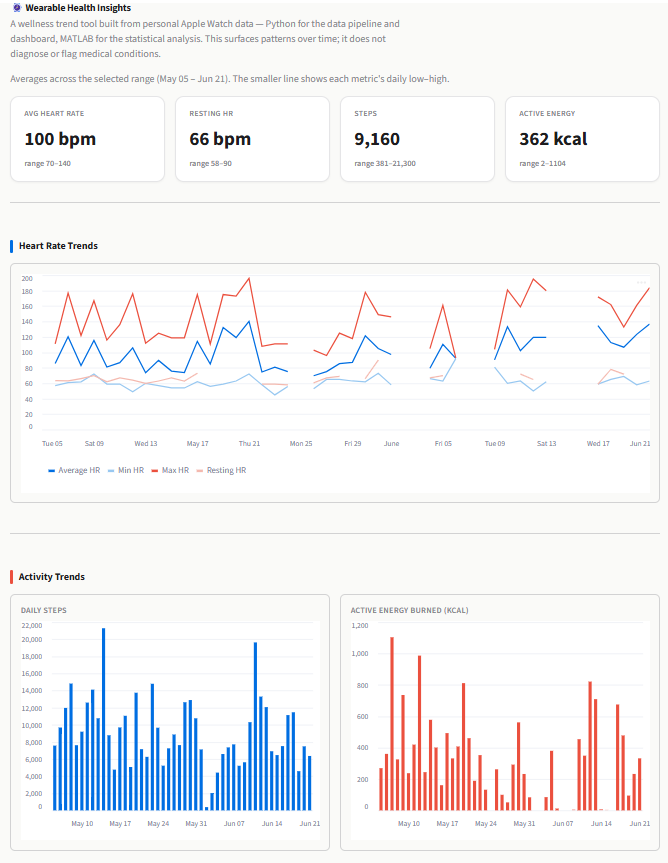 Wearable Health Insights
A wellness trend tool built from personal Apple Watch data — Python for the data pipeline and
dashboard, MATLAB for the statistical analysis. This surfaces patterns over time; it does not
diagnose or flag medical conditions.
Averages across the selected range (May 05 – Jun 21). The smaller line shows each metric's daily low–high.
AVG HEART RATE
100 bpm
range 70–140
RESTING HR
66 bpm
range 58–90
STEPS
9,160
range 381–21,300
ACTIVE ENERGY
362 kcal
range 2–1104
Heart Rate Trends
200
180
160
140
120
100
80
60
40
20
0
Tue 05 Sat 09 Wed 13 May 17 Thu 21 Mon 25 Fri 29 June Fri 05 Tue 09 Sat 13 Wed 17 Jun 21
Average HR Min HR Max HR Resting HR
Activity Trends
DAILY STEPS
22,000
20,000
18,000
16,000
14,000
12,000
10,000
8,000
6,000
4,000
2,000
0
May 10 May 17 May 24 May 31 Jun 07 Jun 14 Jun 21
ACTIVE ENERGY BURNED (KCAL)
1,200
1,000
800
600
400
200
0
May 10 May 17 May 24 May 31 Jun 07 Jun 14 Jun 21